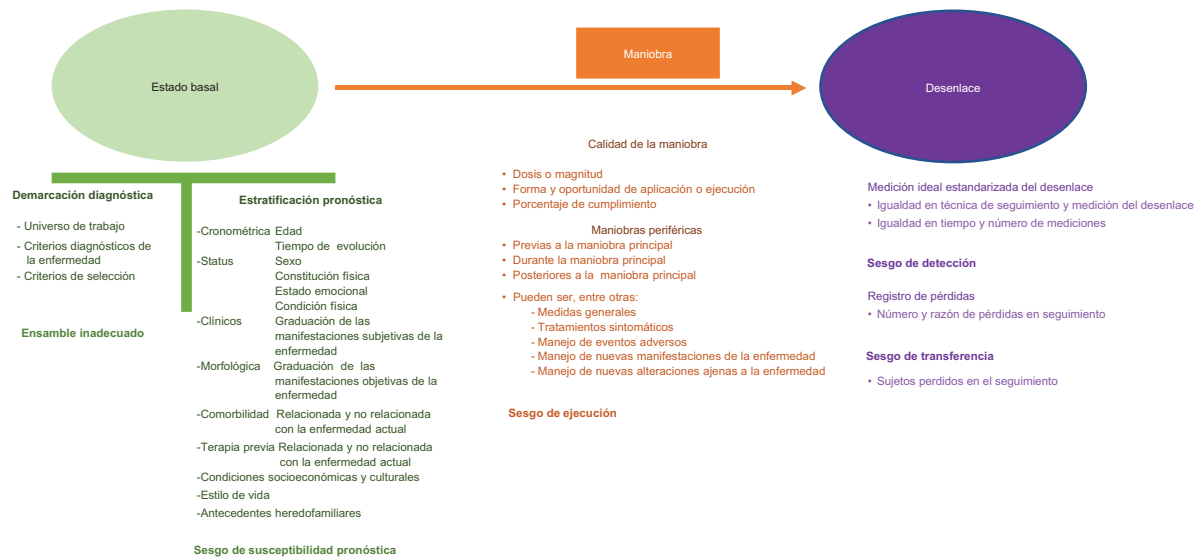 Estado basal
Maniobra
Desenlace
Demarcación diagnóstica
- Universo de trabajo
- Criterios diagnósticos de
la enfermedad
- Criterios de selección
Ensamble inadecuado
Estratificación pronóstica
-Cronométrica Edad
Tiempo de evolución
-Status Sexo
Constitución física
Estado emocional
Condición física
-Clínicos Graduación de las
manifestaciones subjetivas de la
enfermedad
-Morfológica Graduación de las
manifestaciones objetivas de la
enfermedad
-Comorbilidad Relacionada y no relacionada
con la enfermedad actual
-Terapia previa Relacionada y no relacionada
con la enfermedad actual
-Condiciones socioeconómicas y culturales
-Estilo de vida
-Antecedentes heredofamiliares
Sesgo de susceptibilidad pronóstica
Calidad de la maniobra
• Dosis o magnitud
• Forma y oportunidad de aplicación o ejecución
• Porcentaje de cumplimiento
Maniobras periféricas
• Previas a la maniobra principal
• Durante la maniobra principal
• Posteriores a la maniobra principal
• Pueden ser, entre otras:
- Medidas generales
- Tratamientos sintomáticos
- Manejo de eventos adversos
- Manejo de nuevas manifestaciones de la enfermedad
- Manejo de nuevas alteraciones ajenas a la enfermedad
Sesgo de ejecución
Medición ideal estandarizada del desenlace
• Igualdad en técnica de seguimiento y medición del desenlace
• Igualdad en tiempo y número de mediciones
Sesgo de detección
Registro de pérdidas
• Número y razón de pérdidas en seguimiento
Sesgo de transferencia
• Sujetos perdidos en el seguimiento